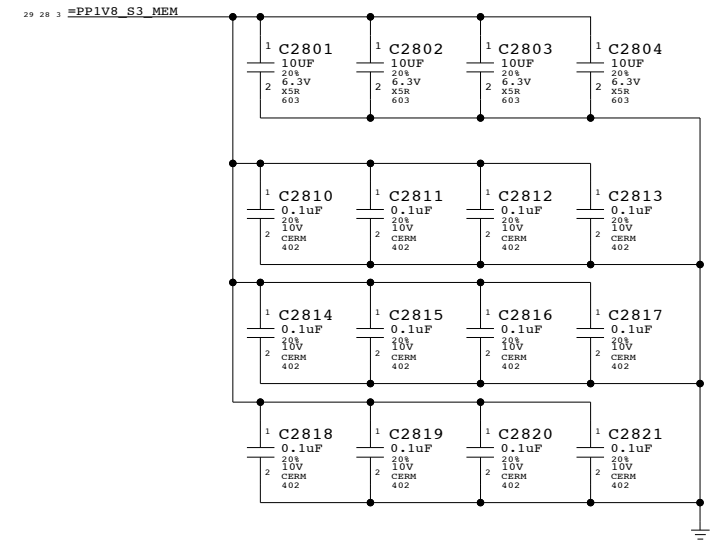 29 28 3 =PP1V8_S3_MEM
1 C2801 1 C2802 1 C2803 1 C2804
10UF 10UF 10UF 10UF
20% 20% 20% 20%
2 6.3V 2 6.3V 2 6.3V 2 6.3V
X5R X5R X5R X5R
603 603 603 603
1 C2810 1 C2811 1 C2812 1 C2813
0.1uF 0.1uF 0.1uF 0.1uF
20% 20% 20% 20%
2 10V 2 10V 2 10V 2 10V
CERM CERM CERM CERM
402 402 402 402
1 C2814 1 C2815 1 C2816 1 C2817
0.1uF 0.1uF 0.1uF 0.1uF
20% 20% 20% 20%
2 10V 2 10V 2 10V 2 10V
CERM CERM CERM CERM
402 402 402 402
1 C2818 1 C2819 1 C2820 1 C2821
0.1uF 0.1uF 0.1uF 0.1uF
20% 20% 20% 20%
2 10V 2 10V 2 10V 2 10V
CERM CERM CERM CERM
402 402 402 402